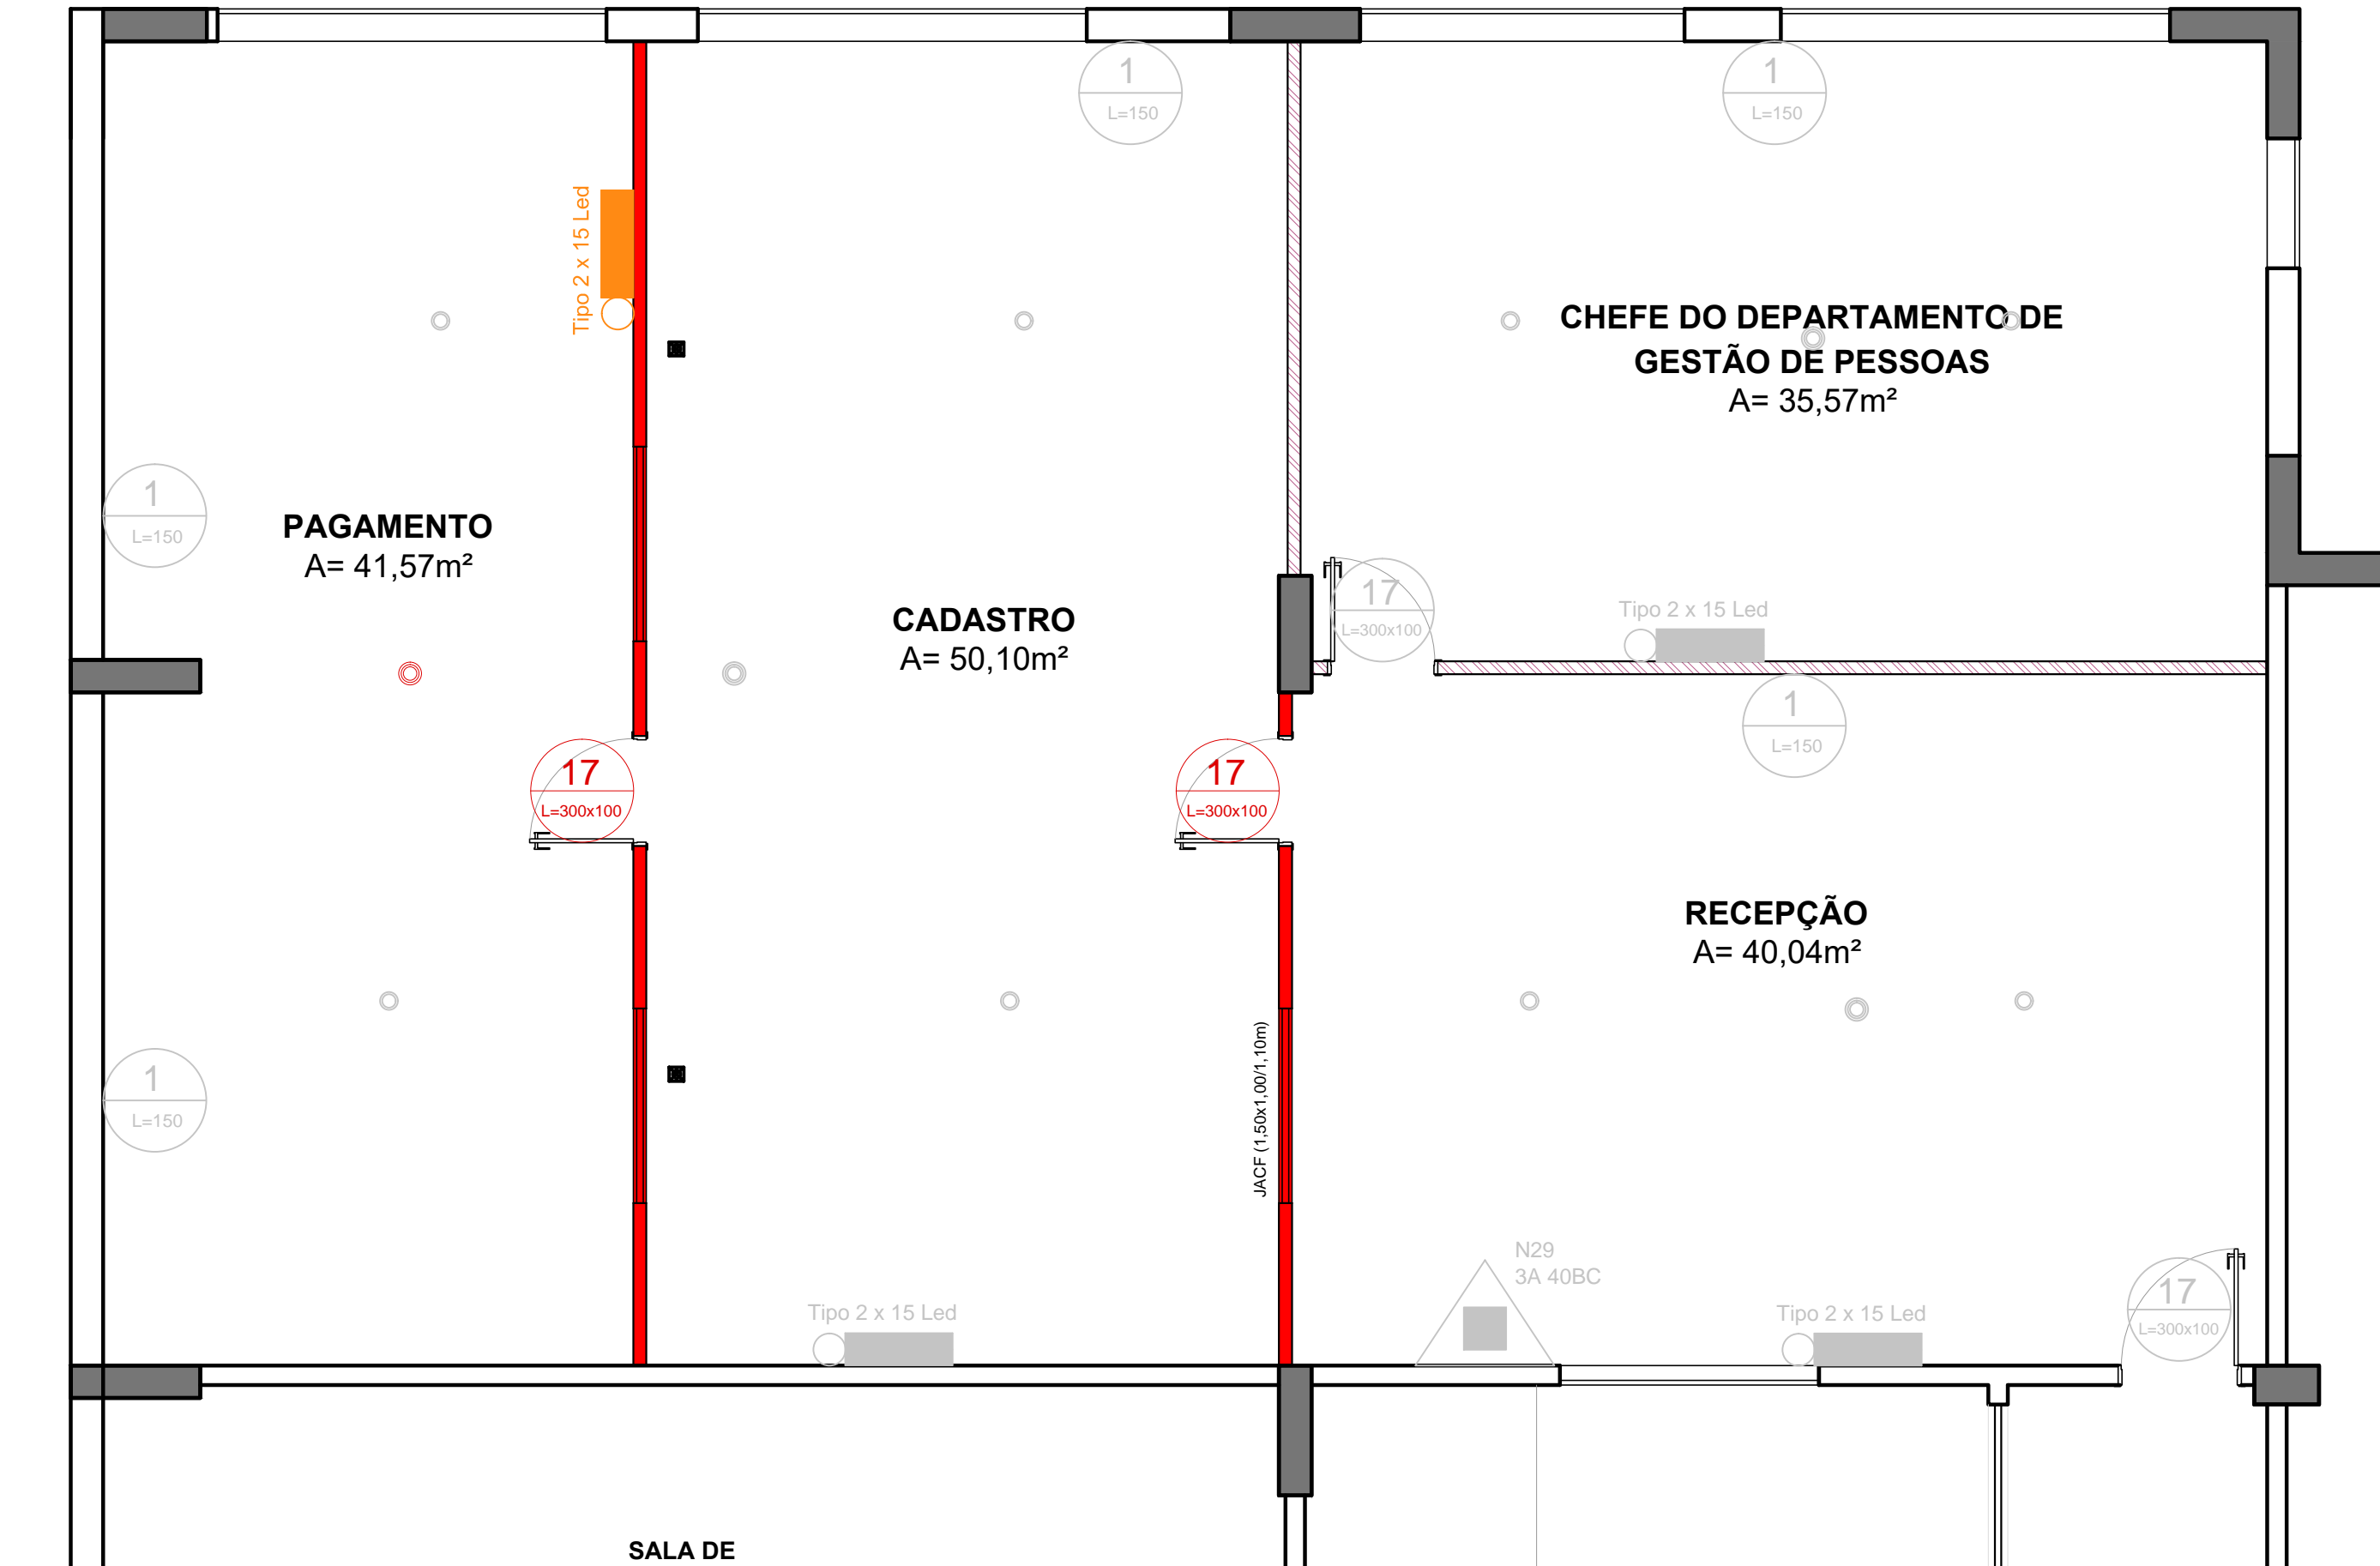 1
L=150
1
L=150
Tipo 2 x 15 Led
CHEFE DO DEPARTAMENTO DE
GESTÃO DE PESSOAS
A= 35,57m²
1
L=150
PAGAMENTO
A= 41,57m²
17
L=300x100
Tipo 2 x 15 Led
CADASTRO
A= 50,10m²
1
L=150
17
L=300x100
17
L=300x100
RECEPÇÃO
A= 40,04m²
JACF (1,50x1,00/1,10m)
1
L=150
N29
3A 40BC
17
L=300x100
Tipo 2 x 15 Led
Tipo 2 x 15 Led
SALA DE